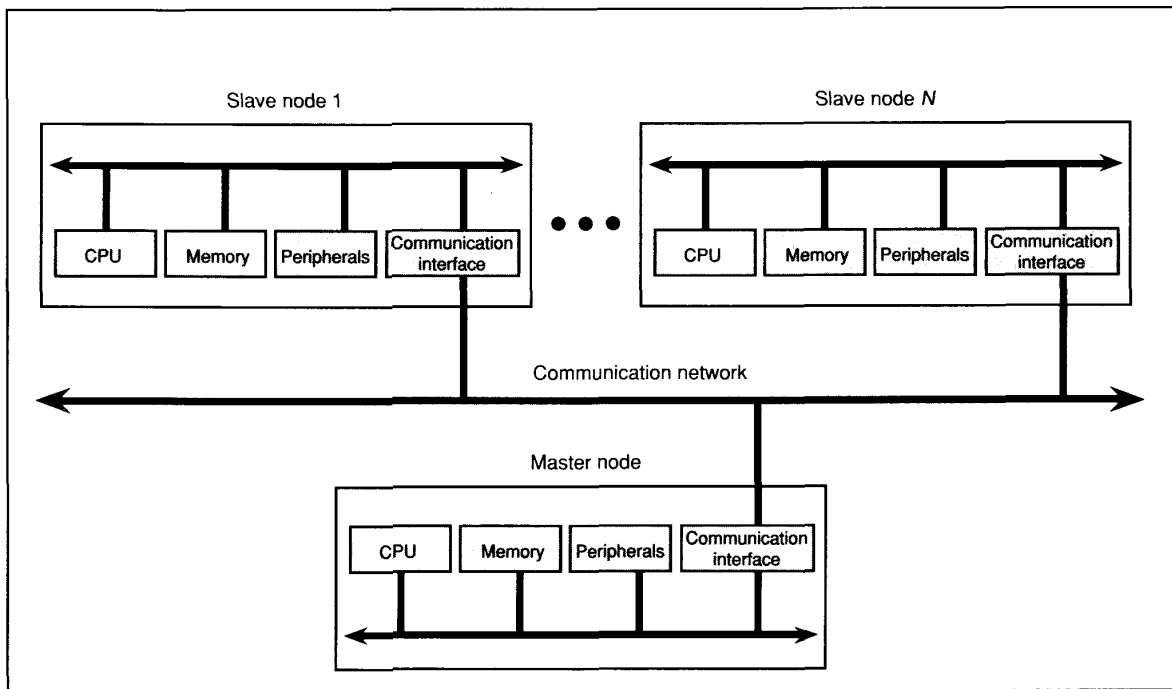 Slave node 1
Slave node N
CPU
Memory
Peripherals
Communication
interface
CPU
Memory
Peripherals
Communication
interface
Communication network
Master node
CPU
Memory
Peripherals
Communication
interface